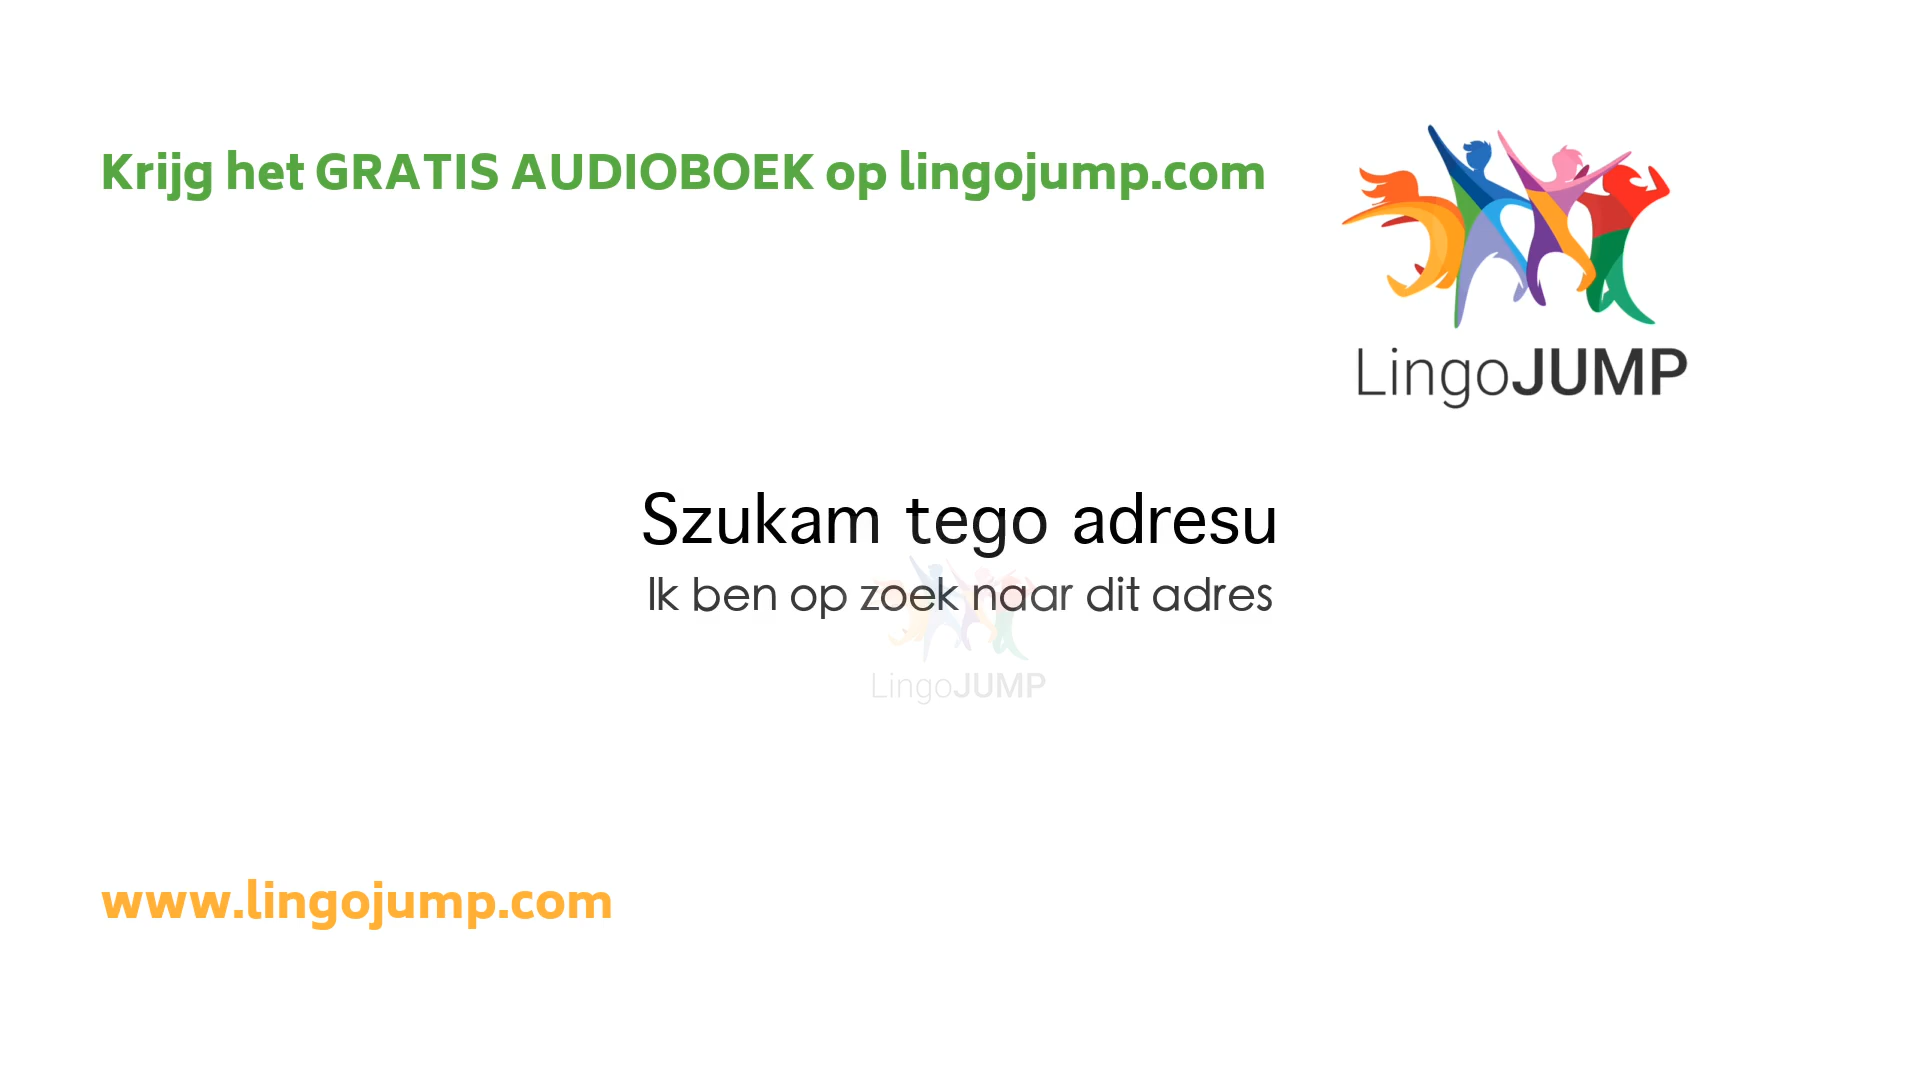 Krijg het GRATIS AUDIOBOEK op lingojump.com
LingoJUMP
Szukam tego adresu
Ik ben op zoek naar dit adres
LingoJUMP
www.lingojump.com